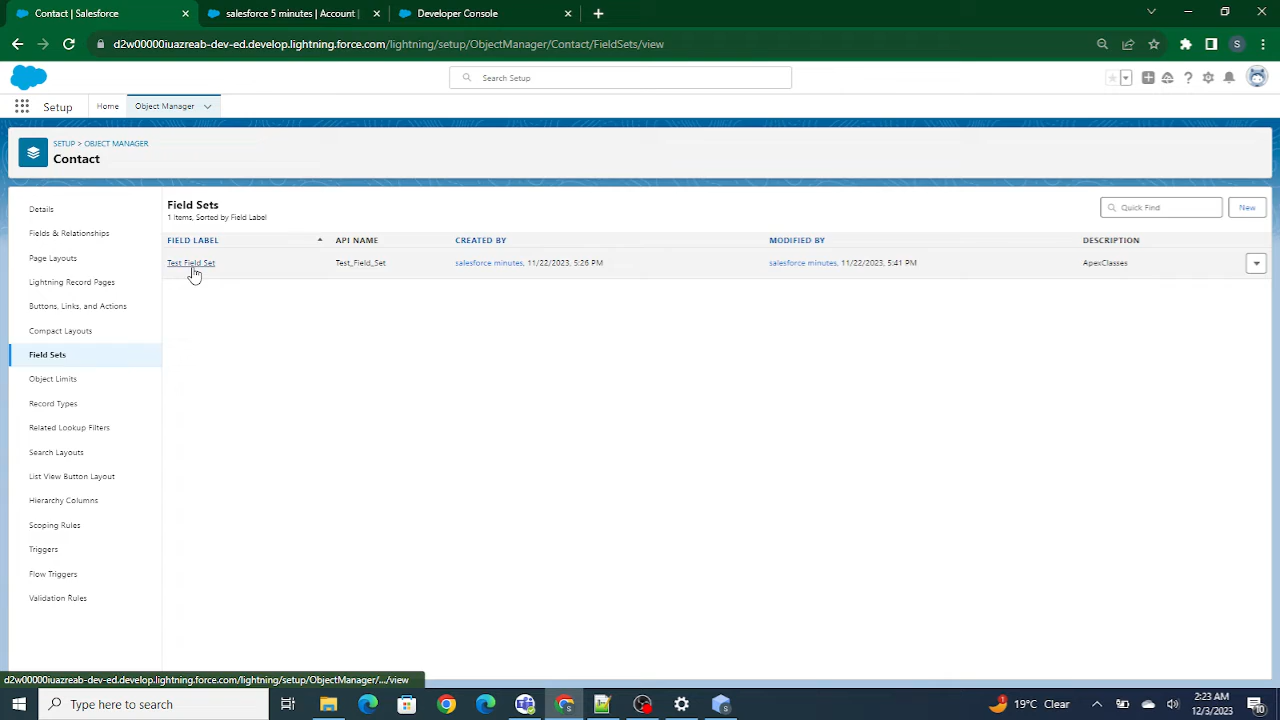 Contact | Salesforce
salesforce 5 minutes | Account |
Developer Console
d2w00000iuazreab-dev-ed.develop.lightning.force.com/lightning/setup/ObjectManager/Contact/FieldSets/view
S
Search Setup
Setup
Home
Object Manager
SETUP > OBJECT MANAGER
Contact
Details
Fields & Relationships
Page Layouts
Lightning Record Pages
Buttons, Links, and Actions
Compact Layouts
Field Sets
Object Limits
Record Types
Related Lookup Filters
Search Layouts
List View Button Layout
Hierarchy Columns
Scoping Rules
Triggers
Flow Triggers
Validation Rules
Field Sets
1 Items, Sorted by Field Label
Quick Find
New
FIELD LABEL API NAME CREATED BY MODIFIED BY DESCRIPTION
Test Field Set Test_Field_Set salesforce minutes, 11/22/2023, 5:26 PM salesforce minutes, 11/22/2023, 5:41 PM ApexClasses
d2w00000iuazreab-dev-ed.develop.lightning.force.com/lightning/setup/ObjectManager/.../view
Type here to search
1
19°C Clear
2:23 AM
12/3/2023
10